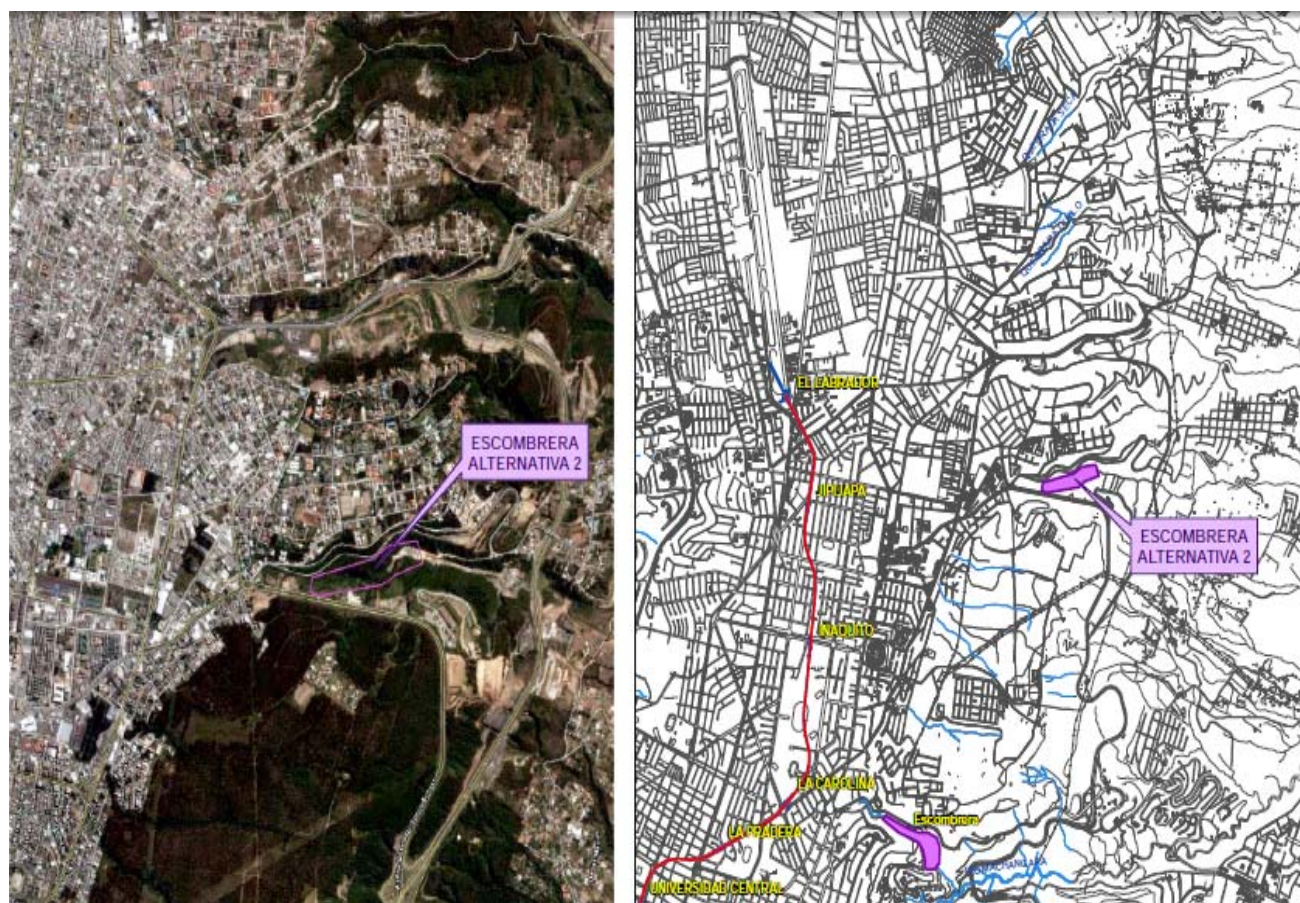 ESCOMBRERA
ALTERNATIVA 2
EL LABRADOR
JIPIJAPA
ESCOMBRERA
ALTERNATIVA 2
IÑAQUITO
LA CAROLINA
Escombrera
LA PRADERA
UNIVERSIDAD CENTRAL